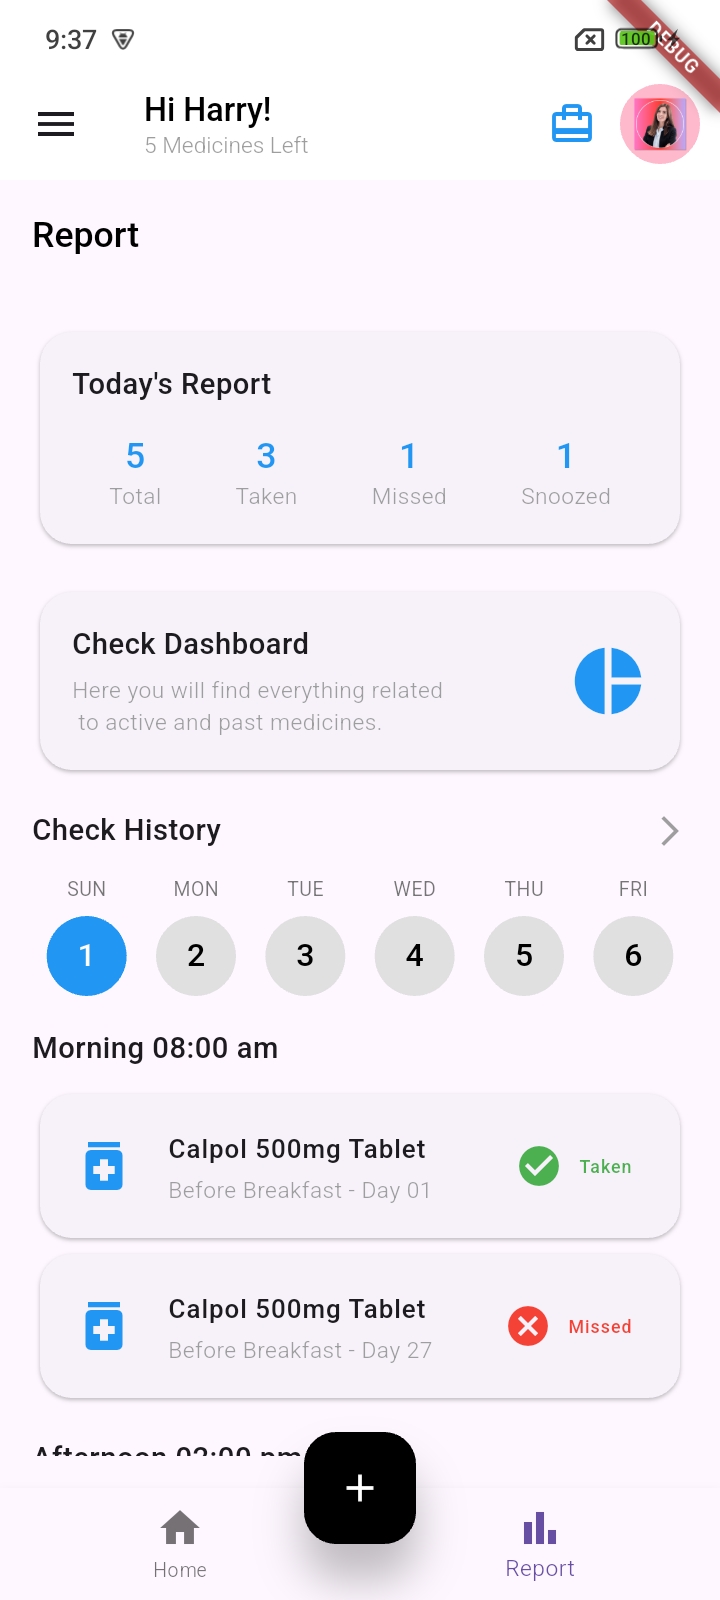 9:37
100
DEBUG
Hi Harry!
5 Medicines Left
Report
Today's Report
5 3 1 1
Total Taken Missed Snoozed
Check Dashboard
Here you will find everything related
to active and past medicines.
Check History
SUN MON TUE WED THU FRI
1 2 3 4 5 6
Morning 08:00 am
Calpol 500mg Tablet
Before Breakfast - Day 01
Taken
Calpol 500mg Tablet
Before Breakfast - Day 27
Missed
Afternoon 02:00 pm
+
Home
Report